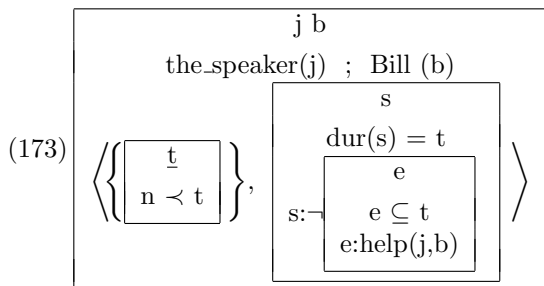 j b
the_speaker(j) ; Bill (b)
s
dur(s) = t
(173)
⟨{ t
n ≺ t }, ⟩
e
s:¬
e ⊆ t
e:help(j,b)